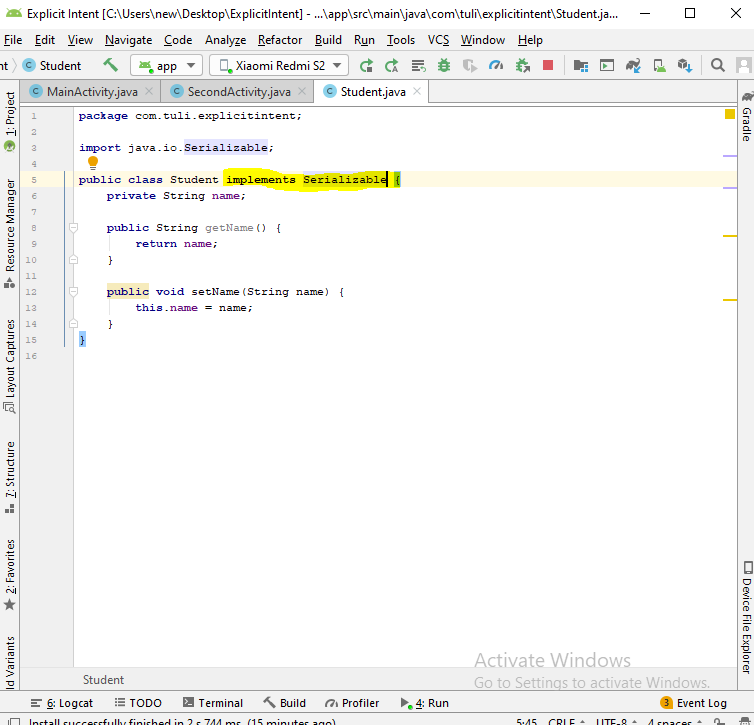 Explicit Intent [C:\Users\new\Desktop\ExplicitIntent] - ...\app\src\main\java\com\tuli\explicitintent\Student.ja...
File Edit View Navigate Code Analyze Refactor Build Run Tools VCS Window Help
nt Student app Xiaomi Redmi S2
MainActivity.java SecondActivity.java Student.java
1: Project
Resource Manager
Layout Captures
7: Structure
2: Favorites
ld Variants
1 package com.tuli.explicitintent;
2
3 import java.io.Serializable;
4
5 public class Student implements Serializable {
6 private String name;
7
8 public String getName() {
9 return name;
10 }
11
12 public void setName(String name) {
13 this.name = name;
14 }
15 }
16
Gradle
Device File Explorer
Activate Windows
Go to Settings to activate Windows.
Student
6: Logcat TODO Terminal Build Profiler 4: Run 3 Event Log
Install successfully finished in 2 s 744 ms. (15 minutes ago) 5:45 CRLF UTF-8 4 spaces